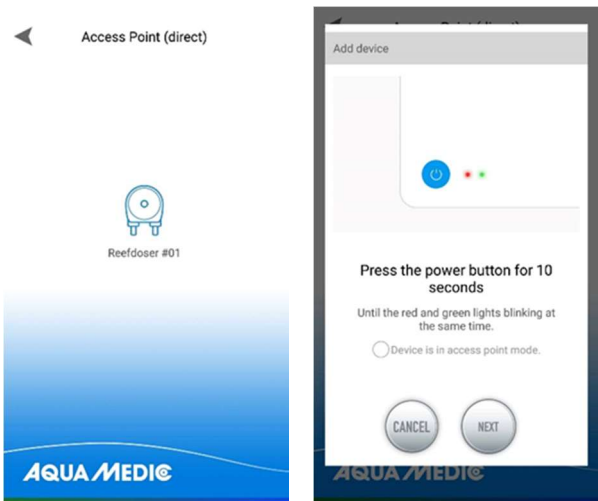 Access Point (direct)
Reefdoser #01
AQUA MEDIC
Add device
Press the power button for 10
seconds
Until the red and green lights blinking at
the same time.
Device is in access point mode.
CANCEL
NEXT
AQUA MEDIC